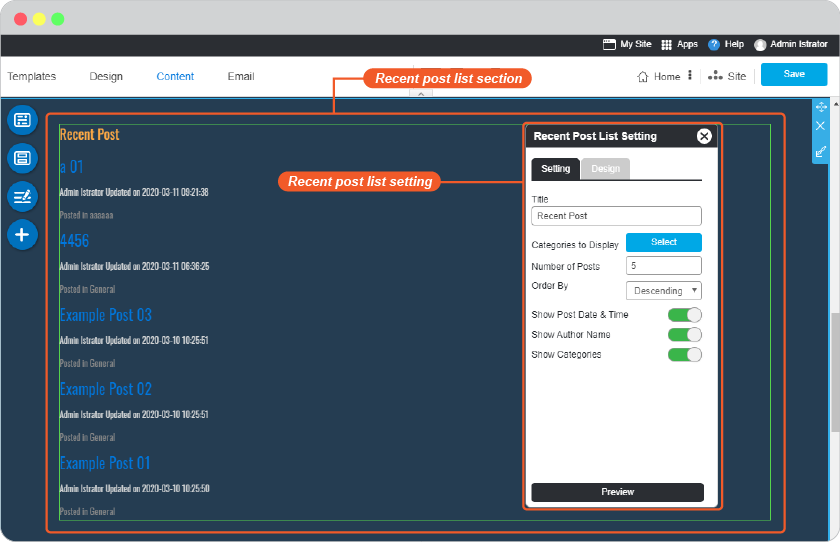 My Site Apps ? Help Admin Istrator
Templates Design Content Email Home Site Save
Recent post list section
Recent Post
a 01
Admin Istrator Updated on 2020-03-11 09:21:38
Posted in aaaaaa
4456
Admin Istrator Updated on 2020-03-11 06:36:25
Posted in General
Example Post 03
Admin Istrator Updated on 2020-03-10 10:25:51
Posted in General
Example Post 02
Admin Istrator Updated on 2020-03-10 10:25:51
Posted in General
Example Post 01
Admin Istrator Updated on 2020-03-10 10:25:50
Posted in General
Recent post list setting
Recent Post List Setting
Setting Design
Title
Recent Post
Categories to Display Select
Number of Posts 5
Order By Descending
Show Post Date & Time
Show Author Name
Show Categories
Preview